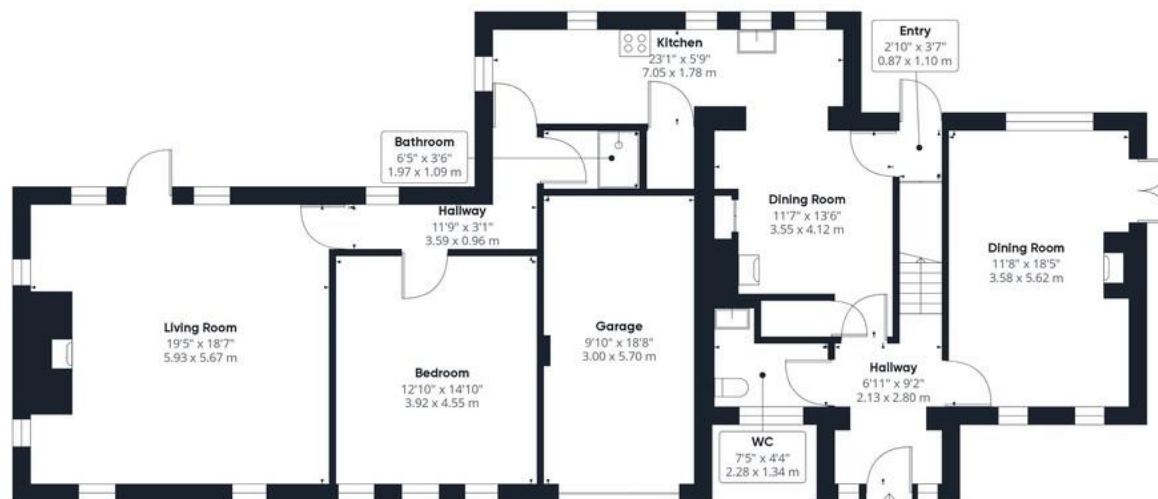 Kitchen
23'1" x 5'9"
7.05 x 1.78 m
Entry
2'10" x 3'7"
0.87 x 1.10 m
Bathroom
6'5" x 3'6"
1.97 x 1.09 m
Hallway
11'9" x 3'1"
3.59 x 0.96 m
Dining Room
11'7" x 13'6"
3.55 x 4.12 m
Dining Room
11'8" x 18'5"
3.58 x 5.62 m
Living Room
19'5" x 18'7"
5.93 x 5.67 m
Garage
9'10" x 18'8"
3.00 x 5.70 m
Bedroom
12'10" x 14'10"
3.92 x 4.55 m
Hallway
6'11" x 9'2"
2.13 x 2.80 m
WC
7'5" x 4'4"
2.28 x 1.34 m